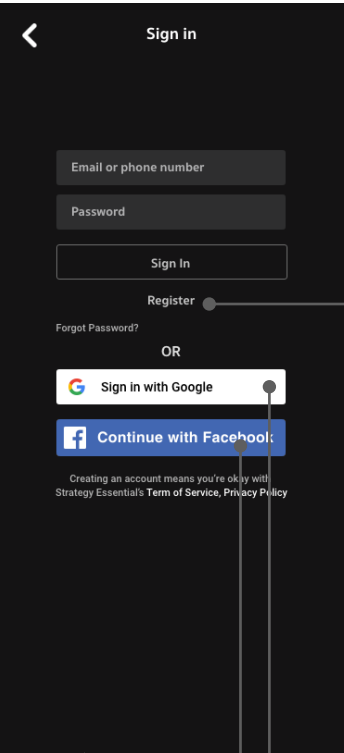 Sign in
Email or phone number
Password
Sign In
Register
Forgot Password?
OR
Sign in with Google
Continue with Facebook
Creating an account means you're okay with
Strategy Essential's Term of Service, Privacy Policy